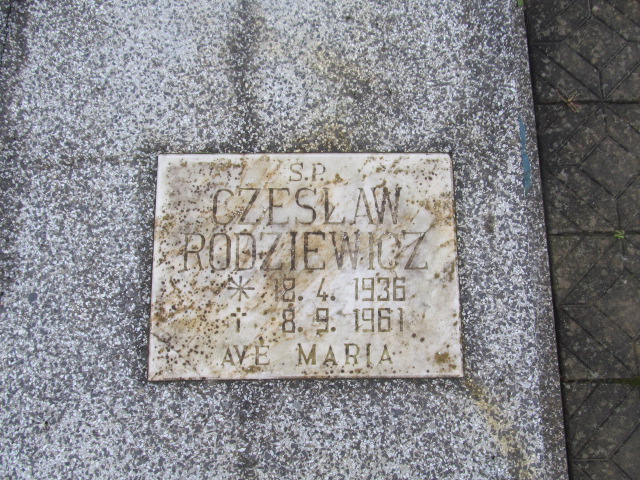 S.P.
CZESŁAW
RODZIEWICZ
* 18. 4. 1936
† 8. 9. 1961
AVE MARIA